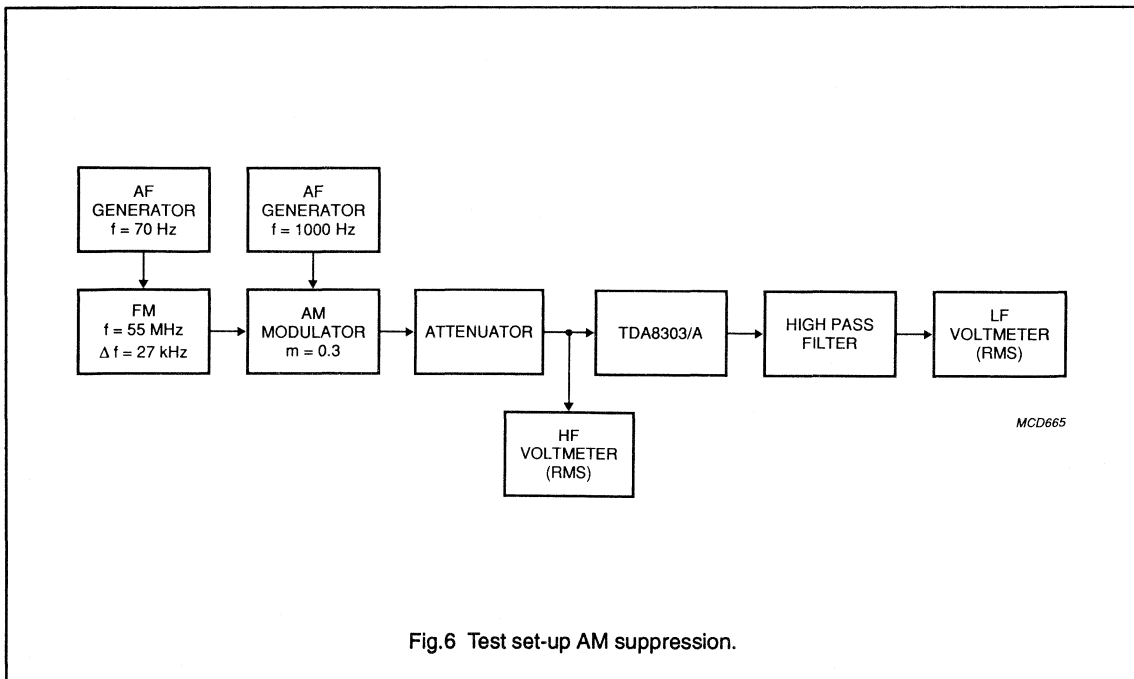 AF
GENERATOR
f = 70 Hz
AF
GENERATOR
f = 1000 Hz
FM
f = 55 MHz
Δ f = 27 kHz
AM
MODULATOR
m = 0.3
ATTENUATOR
TDA8303/A
HIGH PASS
FILTER
LF
VOLTMETER
(RMS)
HF
VOLTMETER
(RMS)
MCD665
Fig.6 Test set-up AM suppression.